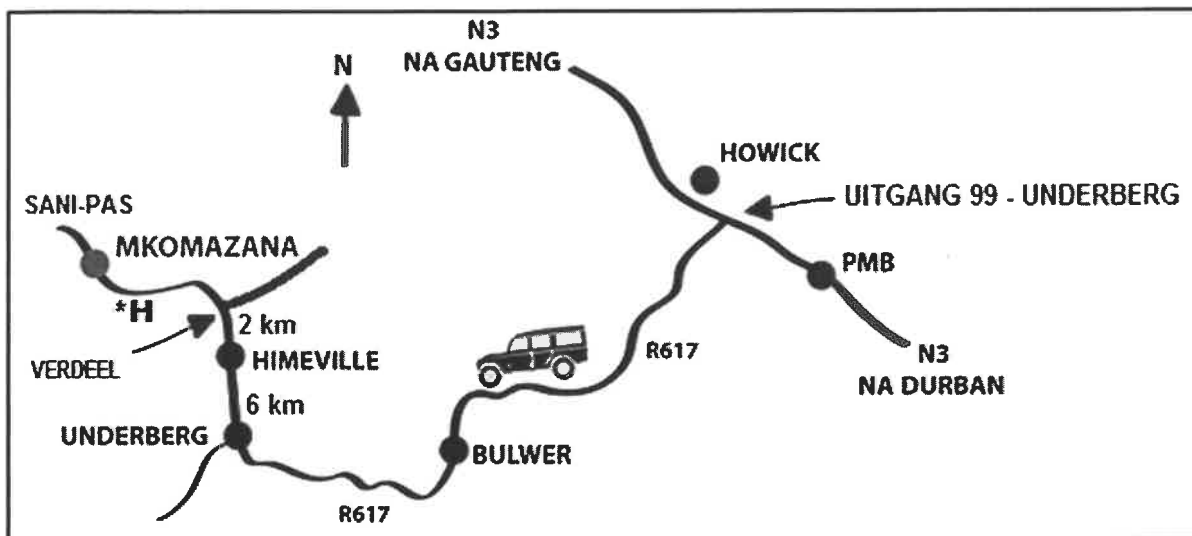 N3
NA GAUTENG
N
HOWICK
SANI-PAS
UITGANG 99 - UNDERBERG
MKOMAZANA
PMB
*H
2 km
VERDEEL
HIMEVILLE
R617
N3
NA DURBAN
6 km
UNDERBERG
BULWER
R617